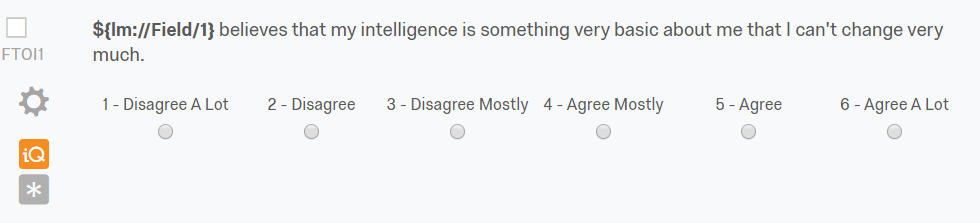 ${lm://Field/1} believes that my intelligence is something very basic about me that I can't change very
much.
FTOI1
1 - Disagree A Lot 2 - Disagree 3 - Disagree Mostly 4 - Agree Mostly 5 - Agree 6 - Agree A Lot
iQ
*